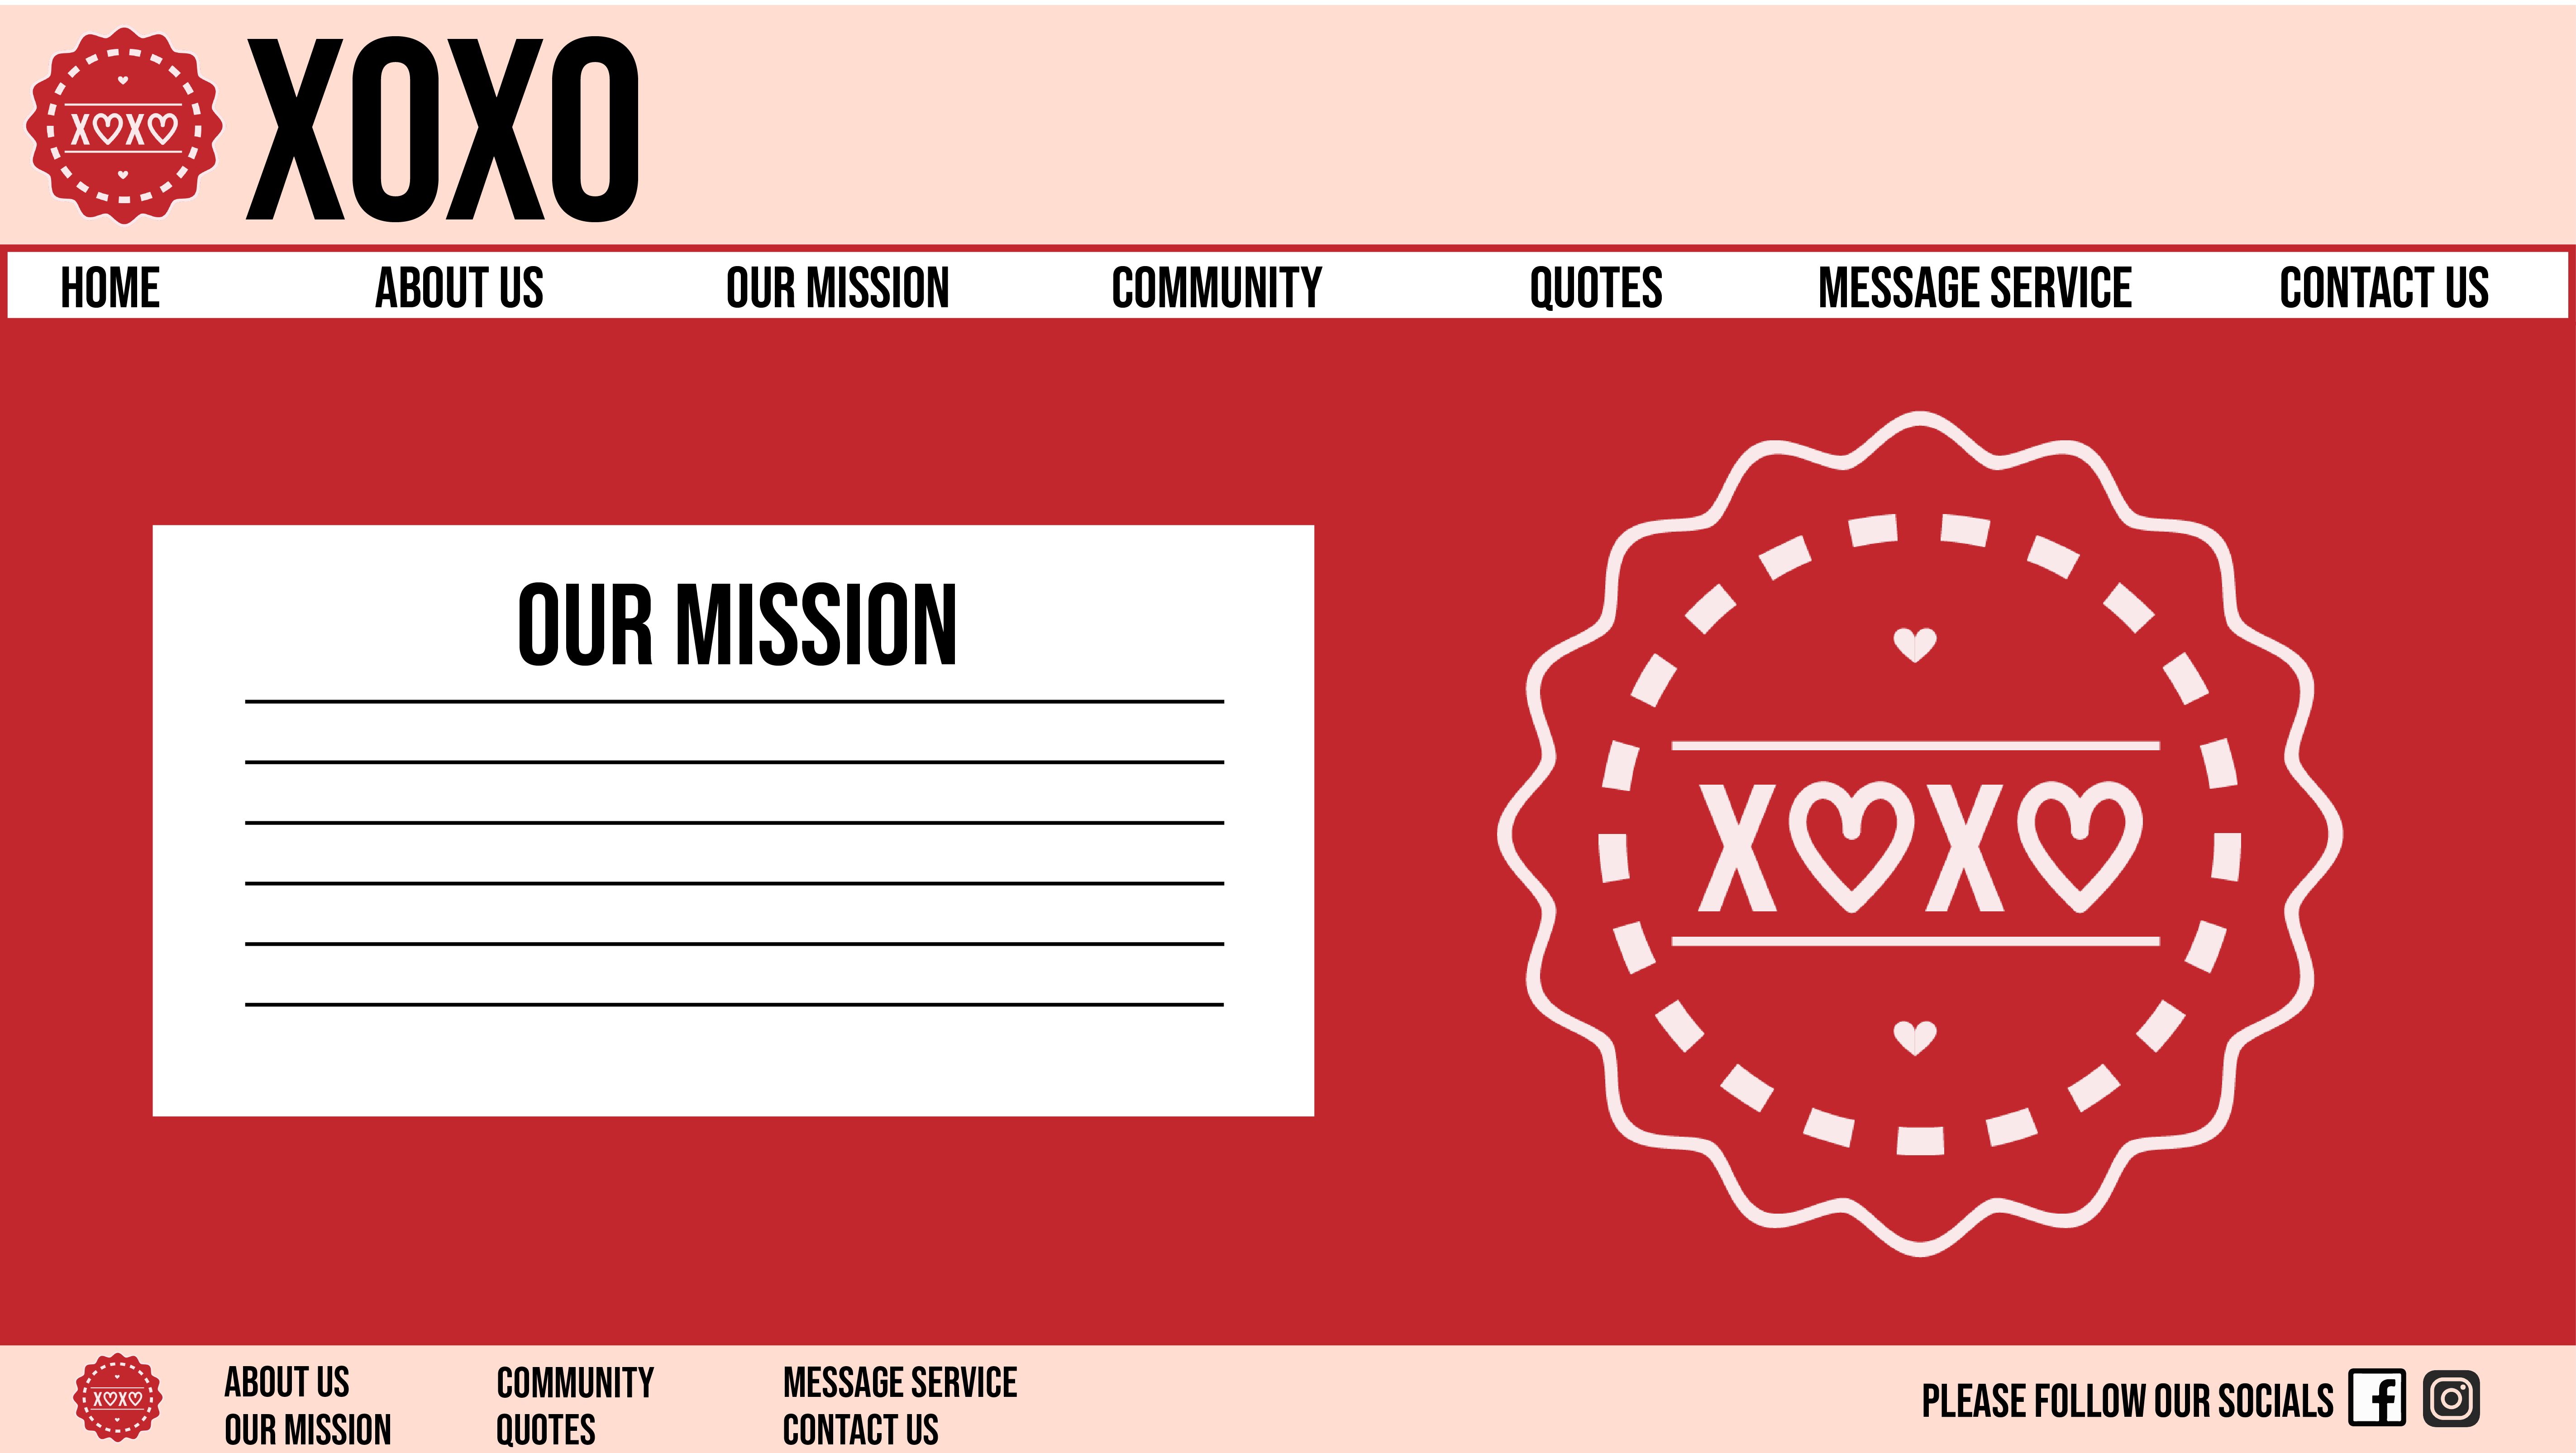 XOXO
XOXO
HOME ABOUT US OUR MISSION COMMUNITY QUOTES MESSAGE SERVICE CONTACT US
OUR MISSION
XOXO
XOXO
ABOUT US COMMUNITY MESSAGE SERVICE
OUR MISSION QUOTES CONTACT US
PLEASE FOLLOW OUR SOCIALS